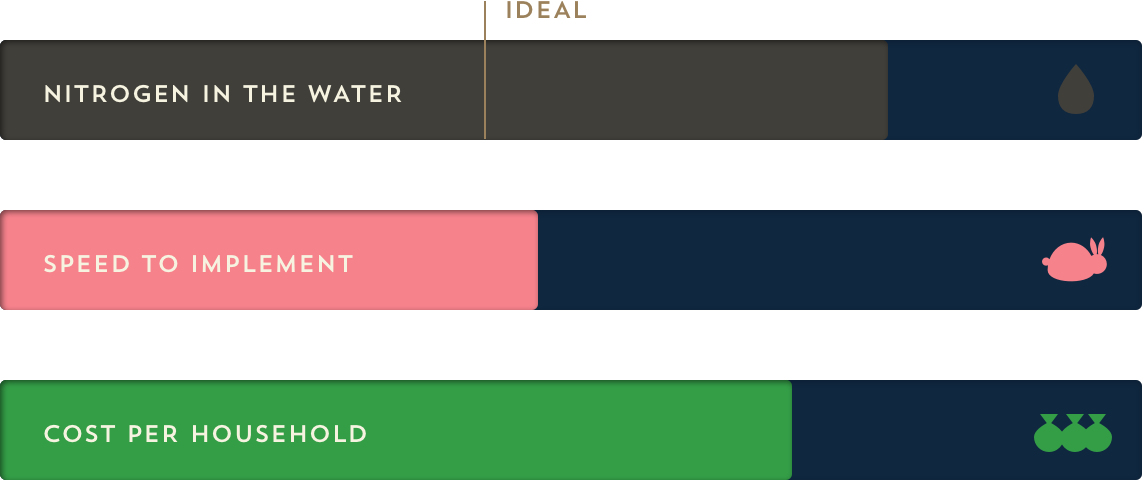 IDEAL
NITROGEN IN THE WATER
SPEED TO IMPLEMENT
COST PER HOUSEHOLD